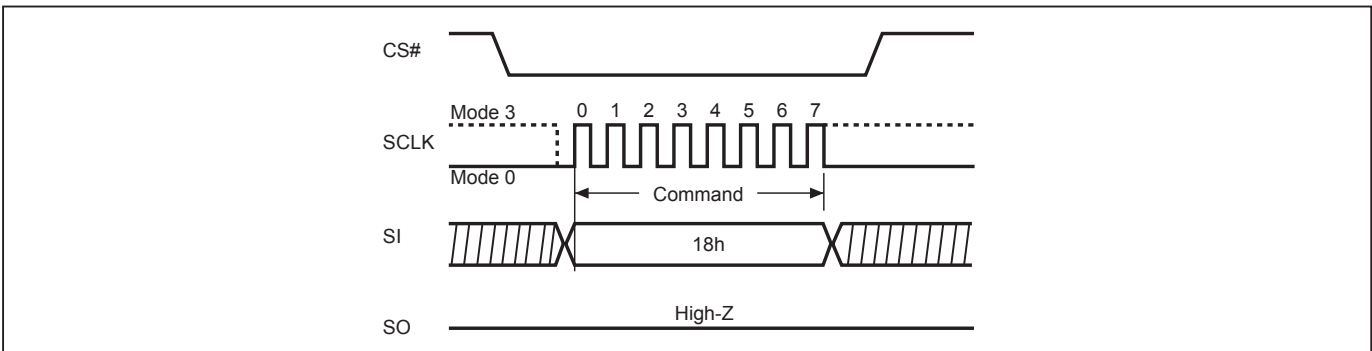 CS#
Mode 3
0 1 2 3 4 5 6 7
SCLK
Mode 0
Command
SI
18h
High-Z
SO